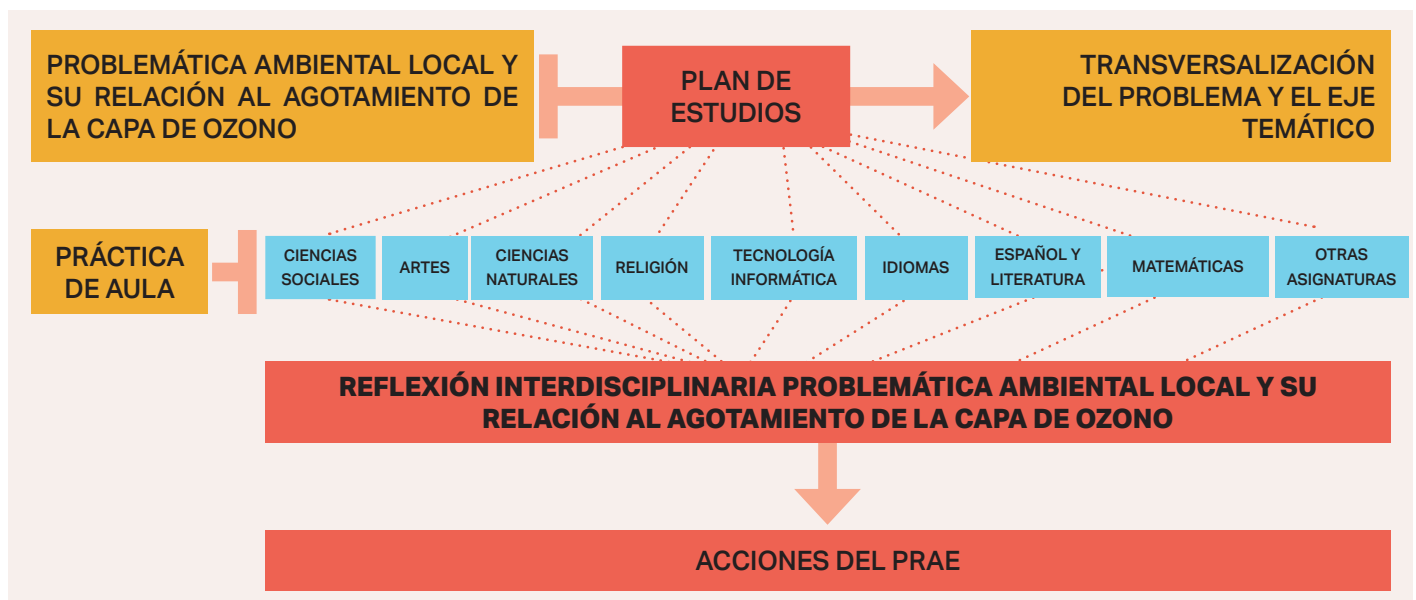 PROBLEMÁTICA AMBIENTAL LOCAL Y
SU RELACIÓN AL AGOTAMIENTO DE
LA CAPA DE OZONO
PLAN DE
ESTUDIOS
TRANSVERSALIZACIÓN
DEL PROBLEMA Y EL EJE
TEMÁTICO
PRÁCTICA
DE AULA
CIENCIAS
SOCIALES
ARTES
CIENCIAS
NATURALES
RELIGIÓN
TECNOLOGÍA
INFORMÁTICA
IDIOMAS
ESPAÑOL Y
LITERATURA
MATEMÁTICAS
OTRAS
ASIGNATURAS
REFLEXIÓN INTERDISCIPLINARIA PROBLEMÁTICA AMBIENTAL LOCAL Y SU
RELACIÓN AL AGOTAMIENTO DE LA CAPA DE OZONO
ACCIONES DEL PRAE